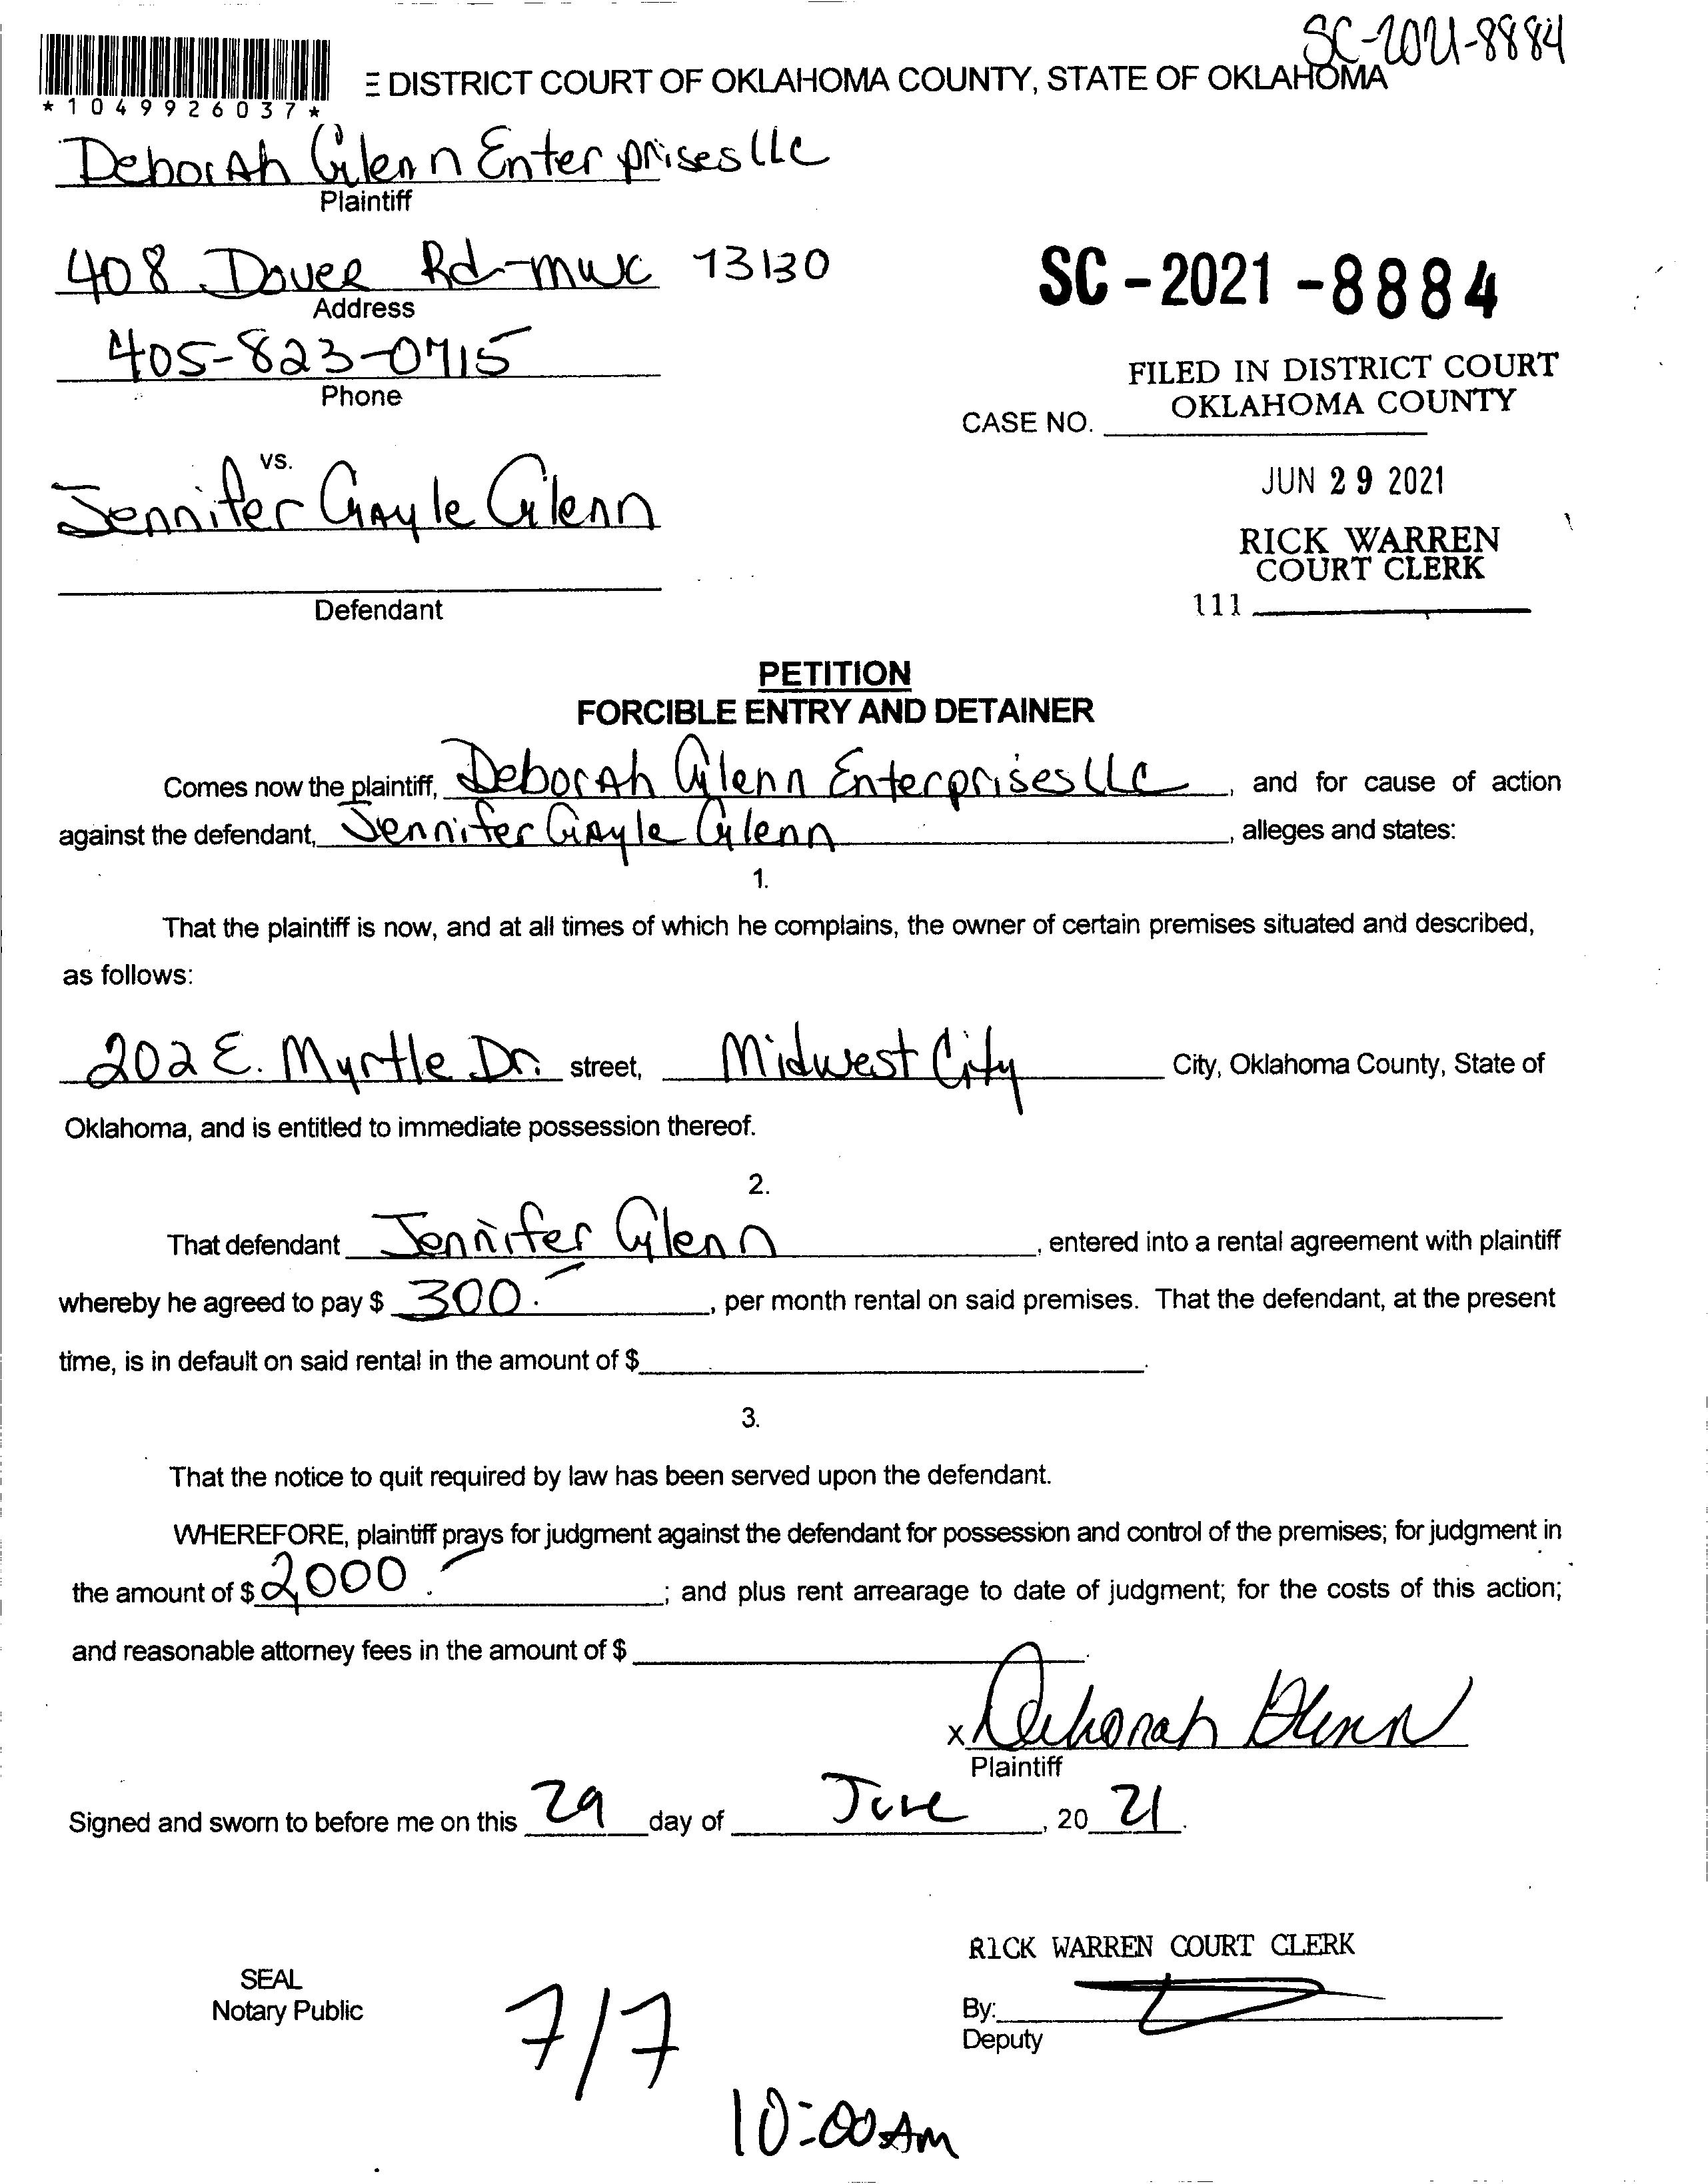 SC-2021-8884
*1049926037*
E DISTRICT COURT OF OKLAHOMA COUNTY, STATE OF OKLAHOMA
Deborah Glenn Enterprises LLC
Plaintiff
408 Dover Rd-mwc 73130
Address
SC-2021-8884
405-823-0715
Phone
FILED IN DISTRICT COURT
OKLAHOMA COUNTY
CASE NO.
vs.
JUN 29 2021
Jennifer Gayle Glenn
RICK WARREN
COURT CLERK
Defendant
111
PETITION
FORCIBLE ENTRY AND DETAINER
Comes now the plaintiff, Deborah Glenn Enterprises LLC, and for cause of action
against the defendant, Jennifer Gayle Glenn, alleges and states:
1.
That the plaintiff is now, and at all times of which he complains, the owner of certain premises situated and described,
as follows:
202 E. Myrtle Dr. street, Midwest City City, Oklahoma County, State of
Oklahoma, and is entitled to immediate possession thereof.
2.
That defendant Jennifer Glenn, entered into a rental agreement with plaintiff
whereby he agreed to pay $ 300.-, per month rental on said premises. That the defendant, at the present
time, is in default on said rental in the amount of $ .
3.
That the notice to quit required by law has been served upon the defendant.
WHEREFORE, plaintiff prays for judgment against the defendant for possession and control of the premises; for judgment in
the amount of $ 2000.-; and plus rent arrearage to date of judgment; for the costs of this action;
and reasonable attorney fees in the amount of $ .
x Deborah Glenn
Plaintiff
Signed and sworn to before me on this 29 day of June, 20 21.
RICK WARREN COURT CLERK
SEAL
Notary Public
By:
Deputy
7/7
10:00 AM